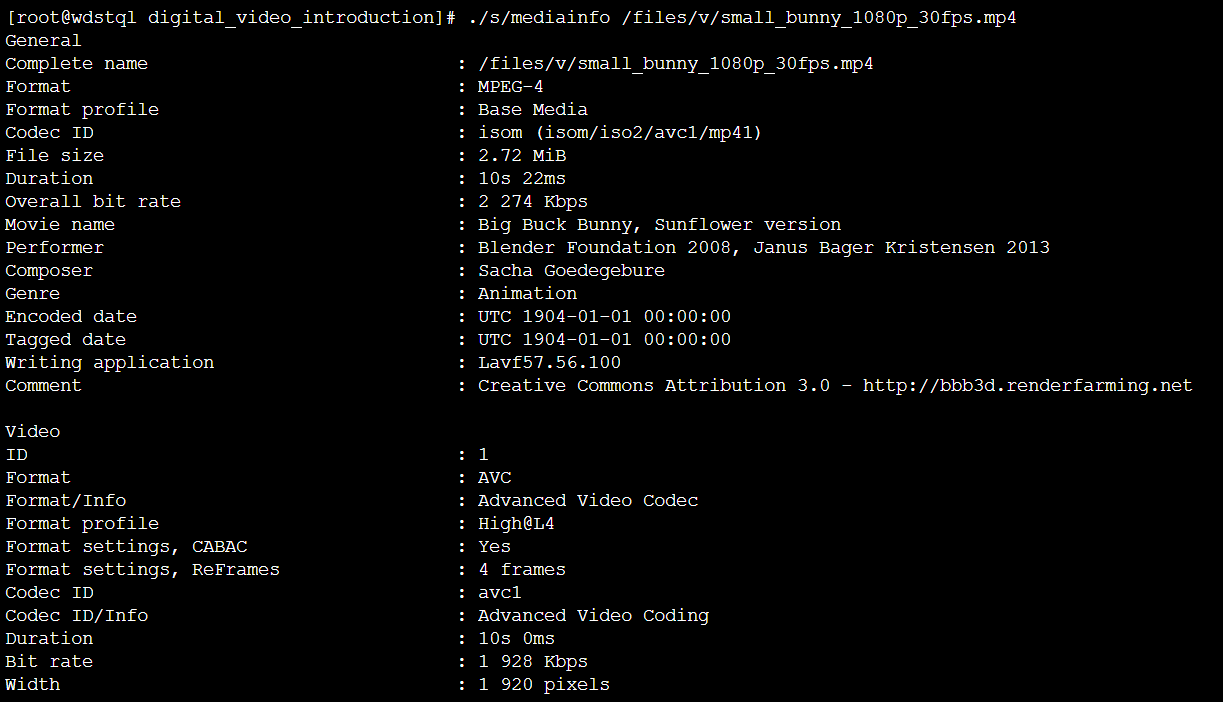 [root@wdstql digital_video_introduction]# ./s/mediainfo /files/v/small_bunny_1080p_30fps.mp4
General
Complete name : /files/v/small_bunny_1080p_30fps.mp4
Format : MPEG-4
Format profile : Base Media
Codec ID : isom (isom/iso2/avc1/mp41)
File size : 2.72 MiB
Duration : 10s 22ms
Overall bit rate : 2 274 Kbps
Movie name : Big Buck Bunny, Sunflower version
Performer : Blender Foundation 2008, Janus Bager Kristensen 2013
Composer : Sacha Goedegebure
Genre : Animation
Encoded date : UTC 1904-01-01 00:00:00
Tagged date : UTC 1904-01-01 00:00:00
Writing application : Lavf57.56.100
Comment : Creative Commons Attribution 3.0 - http://bbb3d.renderfarming.net
Video
ID : 1
Format : AVC
Format/Info : Advanced Video Codec
Format profile : High@L4
Format settings, CABAC : Yes
Format settings, ReFrames : 4 frames
Codec ID : avc1
Codec ID/Info : Advanced Video Coding
Duration : 10s 0ms
Bit rate : 1 928 Kbps
Width : 1 920 pixels